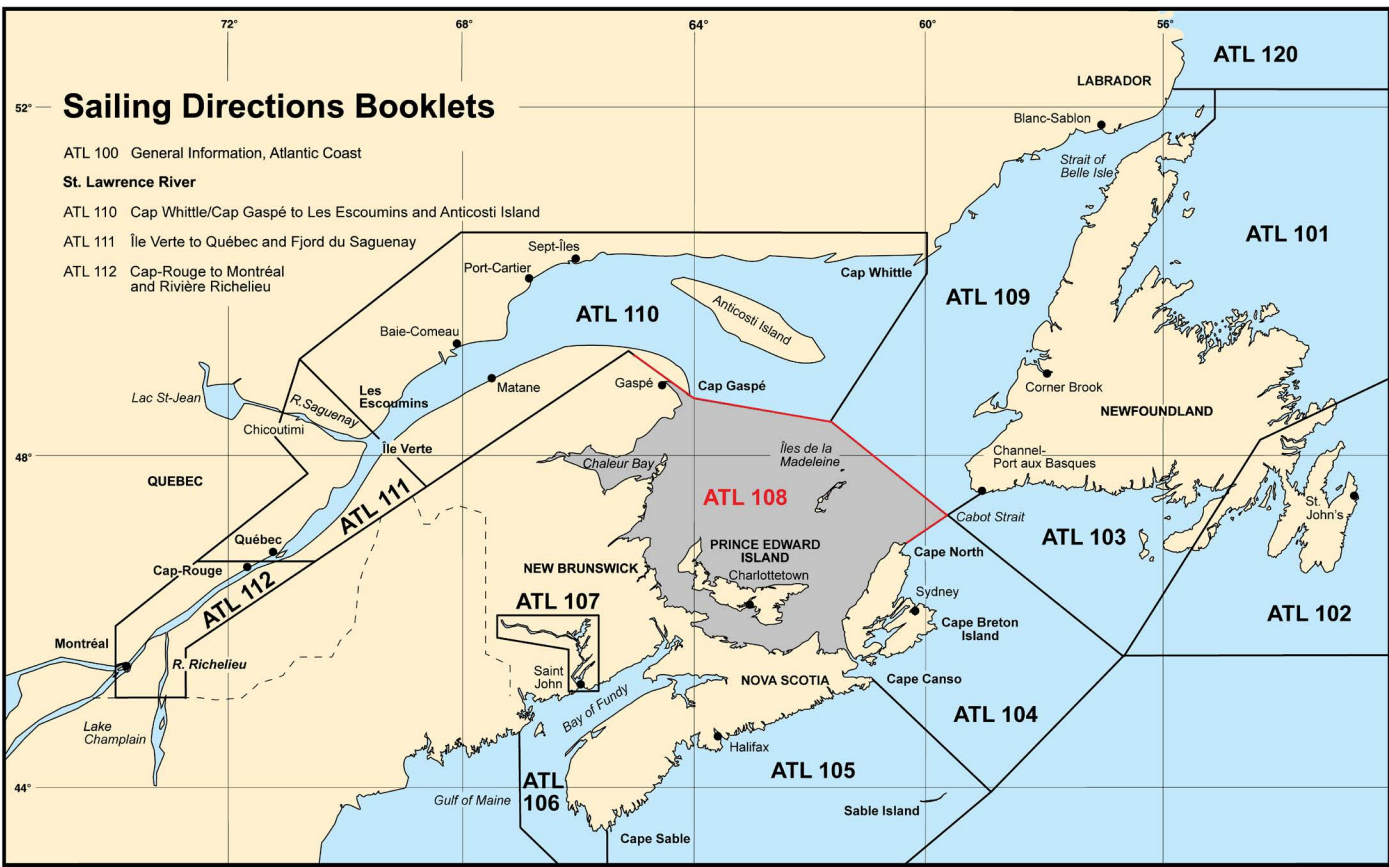 72°
68°
64°
60°
56°
ATL 120
LABRADOR
52°
Sailing Directions Booklets
Blanc-Sablon
ATL 100 General Information, Atlantic Coast
Strait of
Belle Isle
St. Lawrence River
ATL 110 Cap Whittle/Cap Gaspé to Les Escoumins and Anticosti Island
ATL 111 Île Verte to Québec and Fjord du Saguenay
ATL 112 Cap-Rouge to Montréal
and Rivière Richelieu
ATL 101
Sept-Îles
Port-Cartier
Cap Whittle
ATL 109
ATL 110
Anticosti Island
Baie-Comeau
Matane
Gaspé
Cap Gaspé
Corner Brook
NEWFOUNDLAND
Lac St-Jean
R.Saguenay
Les
Escoumins
Chicoutimi
Île Verte
48°
QUEBEC
Chaleur Bay
Îles de la
Madeleine
Channel-
Port aux Basques
ATL 111
ATL 108
St.
John's
Cabot Strait
ATL 103
Québec
Cap-Rouge
PRINCE EDWARD
ISLAND
Cape North
NEW BRUNSWICK
Charlottetown
ATL 112
ATL 107
Sydney
Cape Breton
Island
ATL 102
Montréal
R. Richelieu
Saint
John
NOVA SCOTIA
Cape Canso
Bay of Fundy
ATL 104
Lake
Champlain
Halifax
44°
ATL
106
ATL 105
Gulf of Maine
Sable Island
Cape Sable